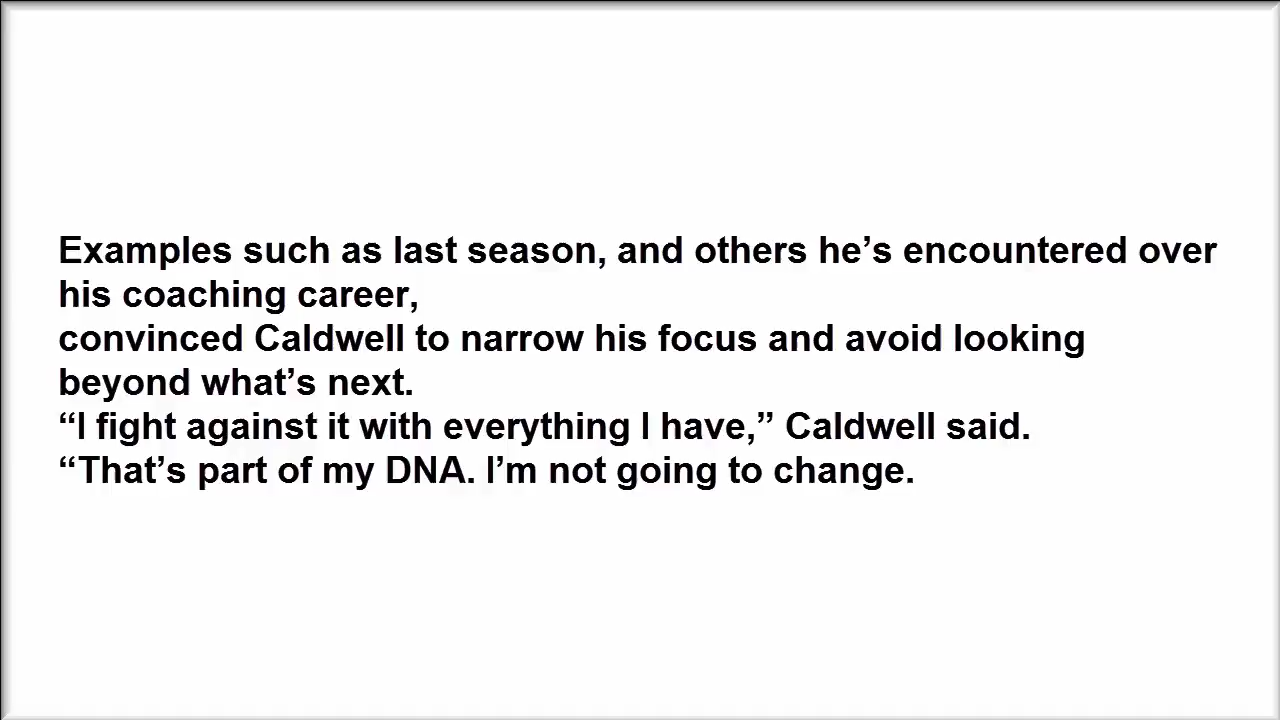 Examples such as last season, and others he’s encountered over
his coaching career,
convinced Caldwell to narrow his focus and avoid looking
beyond what’s next.
“I fight against it with everything I have,” Caldwell said.
“That’s part of my DNA. I’m not going to change.